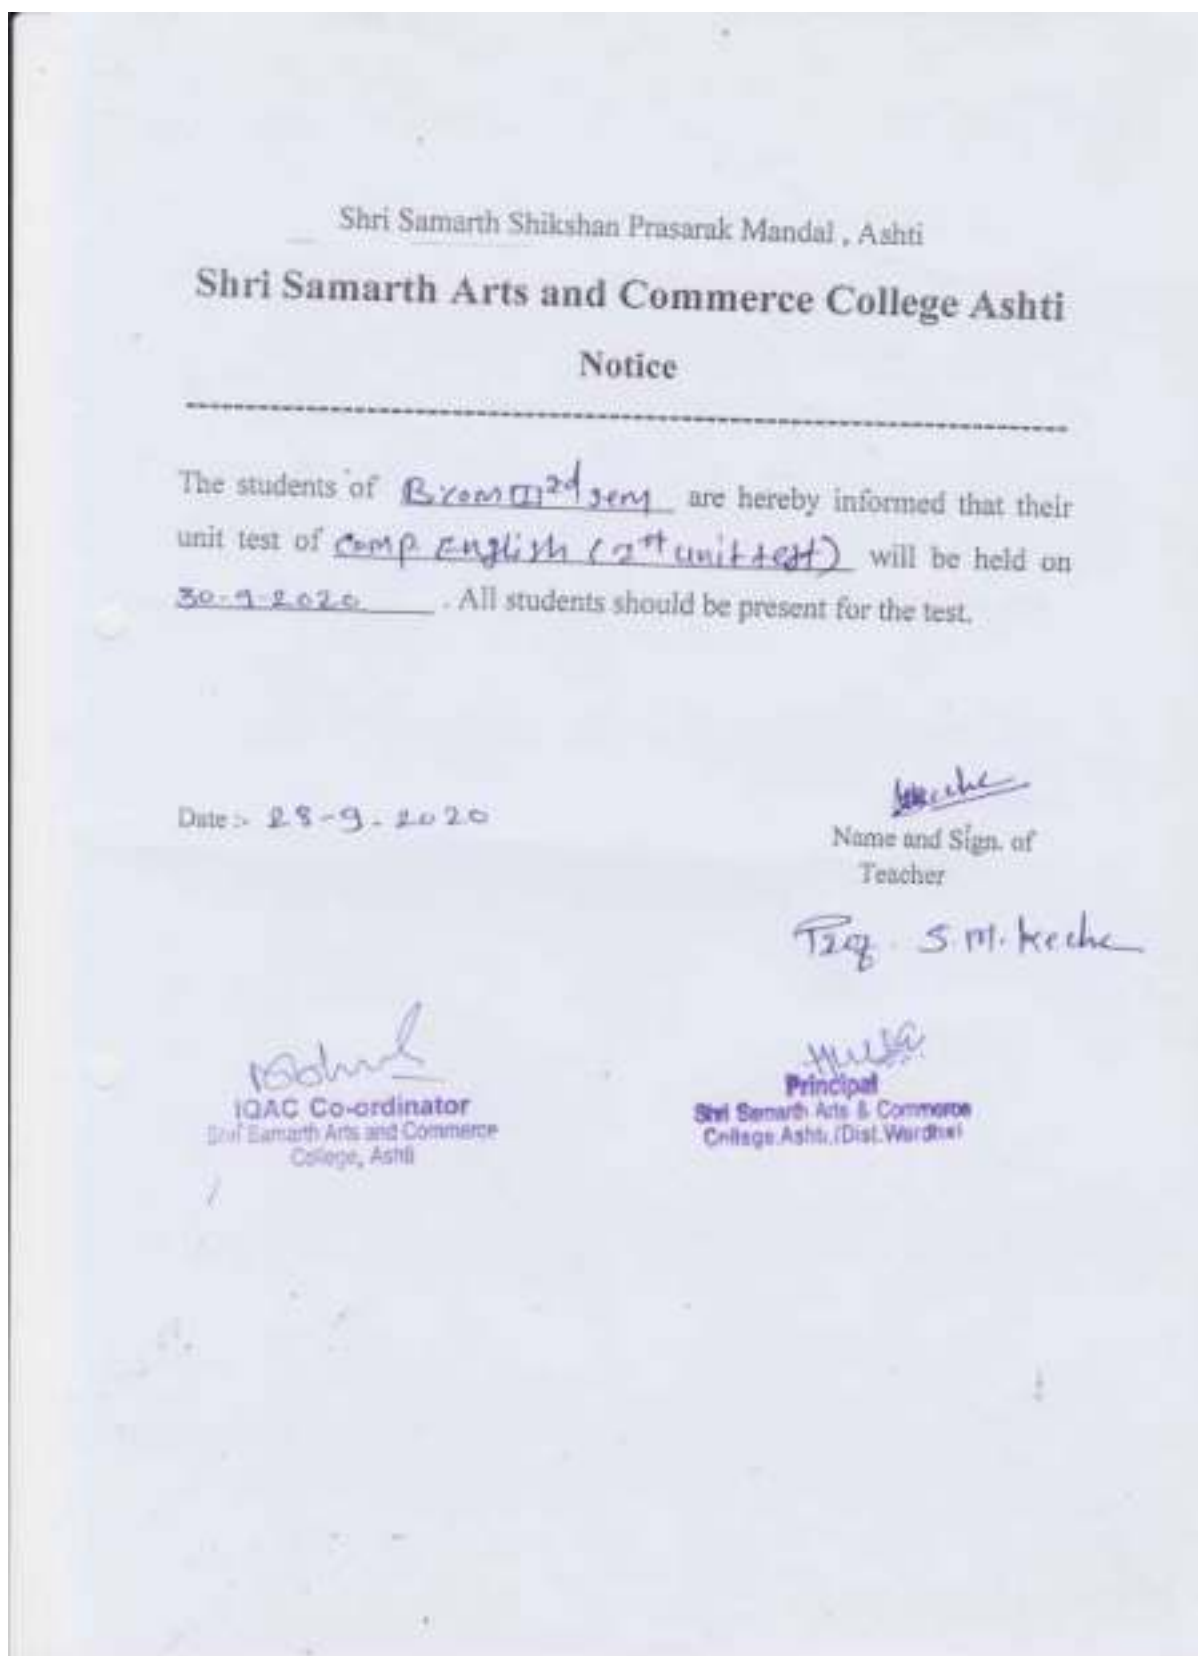 Shri Samarth Shikshan Prasarak Mandal , Ashti
Shri Samarth Arts and Commerce College Ashti
Notice
The students of B.com II 2d sem are hereby informed that their
unit test of comp. English (2st unit test) will be held on
30-9-2020 . All students should be present for the test.
Date :- 28-9-2020
Name and Sign. of
Teacher
S. M. Keche
IQAC Co-ordinator
Shri Samarth Arts and Commerce
College, Ashti
Principal
Shri Samarth Arts & Commerce
College Ashti, (Dist. Wardha)